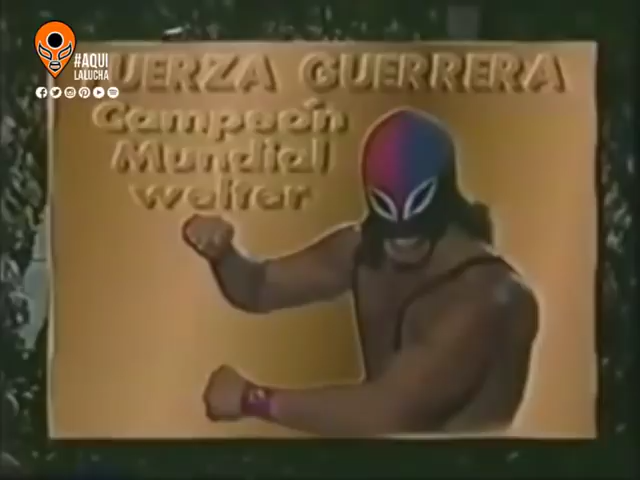 #AQUI
LALUCHA
UERZA GUERRERA
Campeón
Mundial
welter